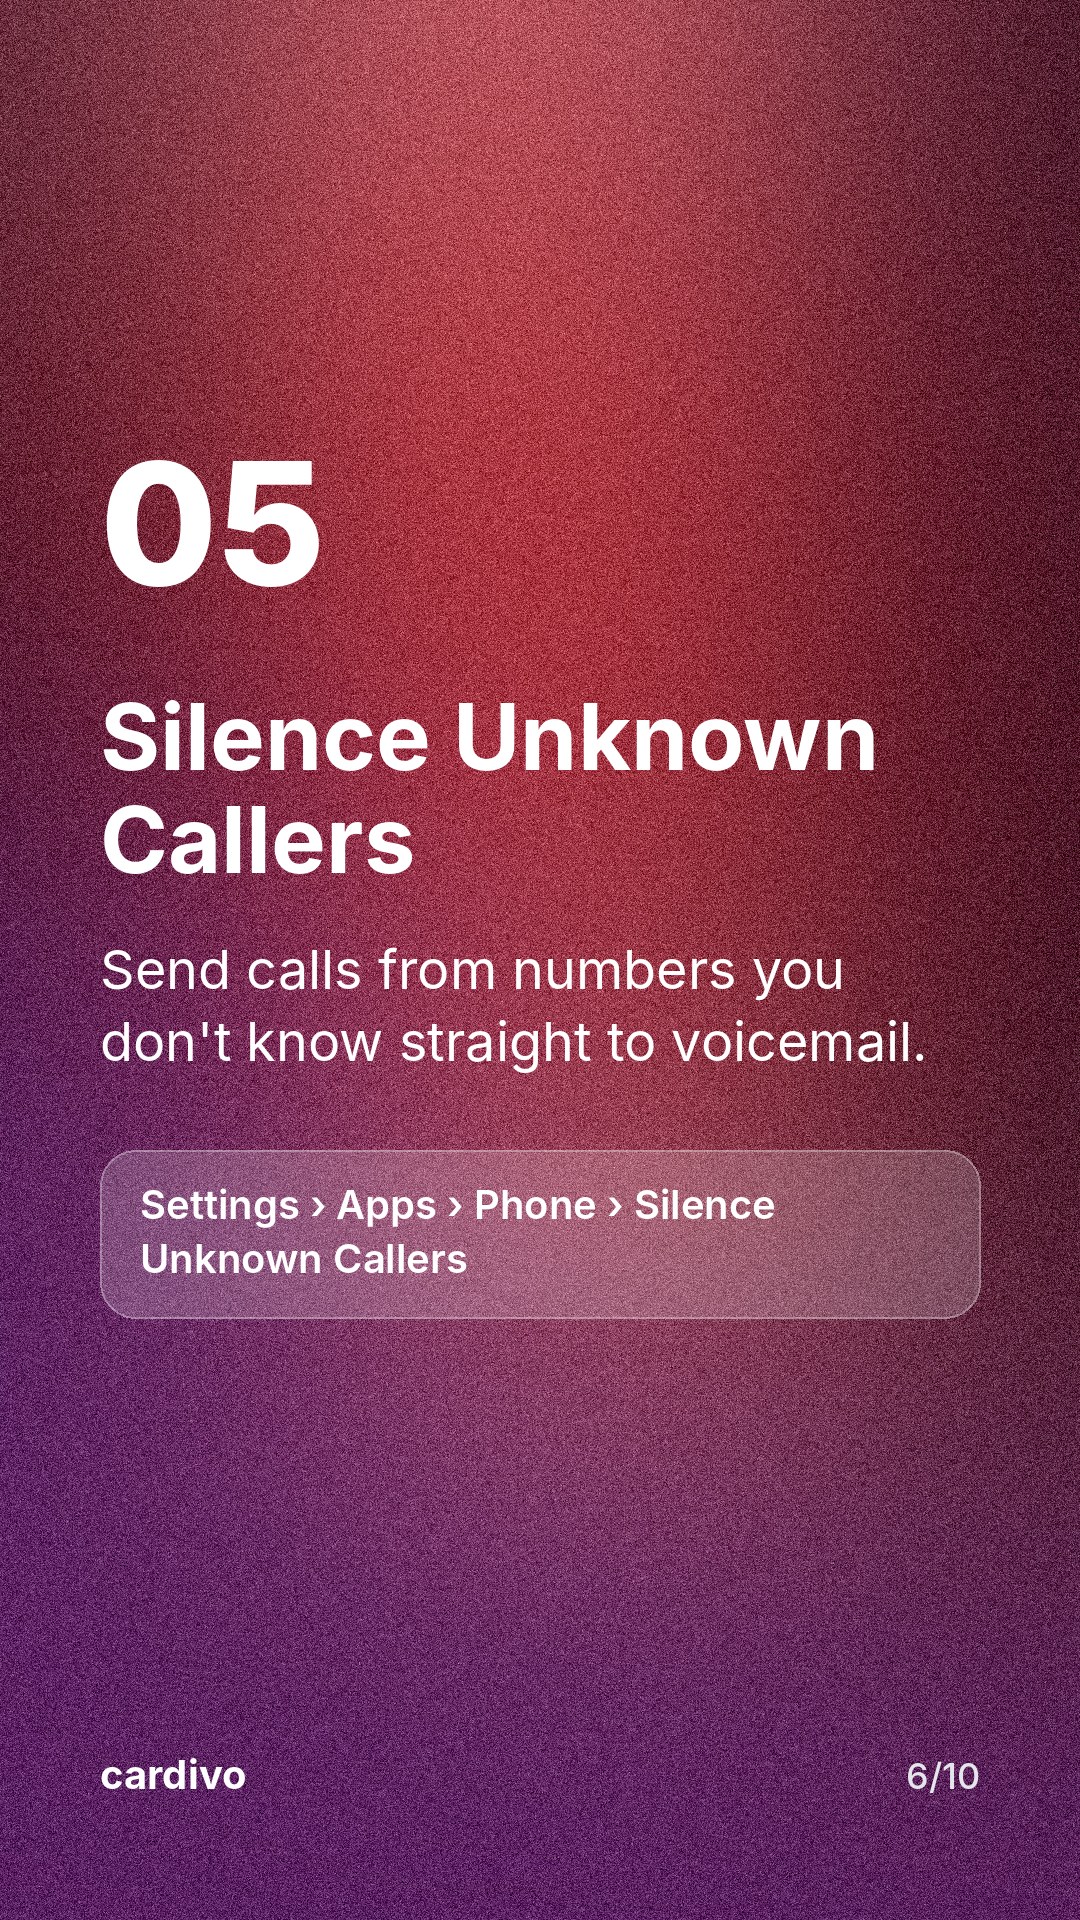 05
Silence Unknown
Callers
Send calls from numbers you
don't know straight to voicemail.
Settings › Apps › Phone › Silence
Unknown Callers
cardivo
6/10